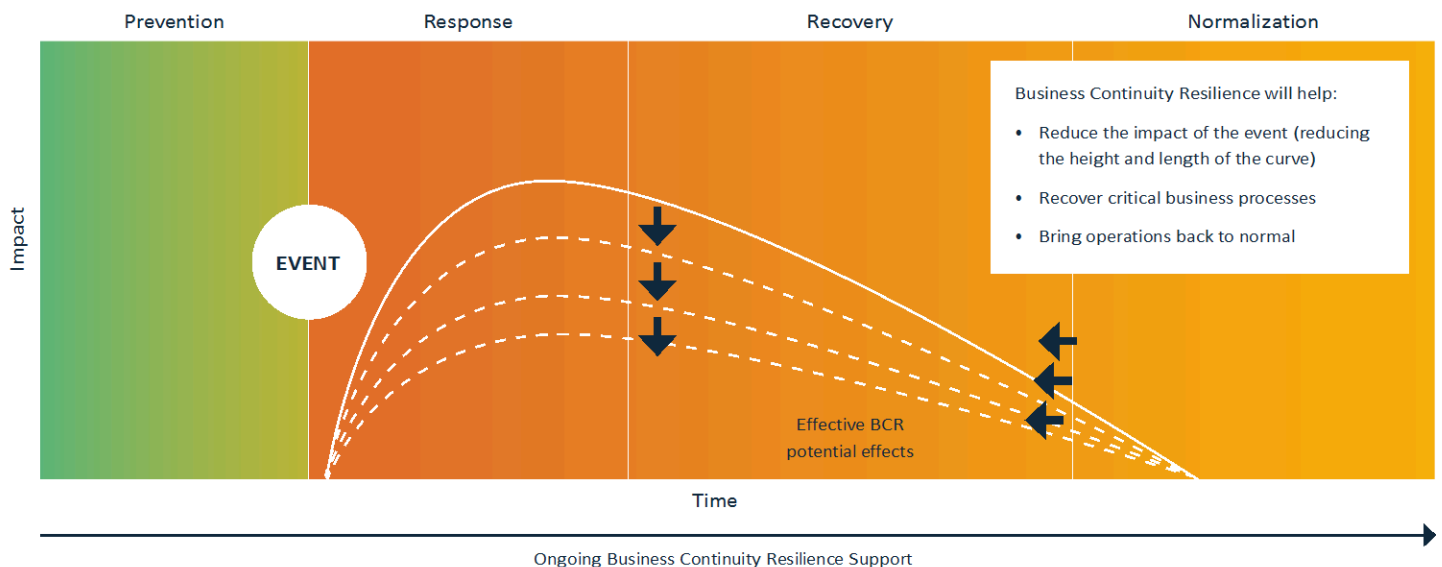 Prevention
Response
Recovery
Normalization
Business Continuity Resilience will help:
• Reduce the impact of the event (reducing
the height and length of the curve)
• Recover critical business processes
• Bring operations back to normal
Impact
EVENT
Effective BCR
potential effects
Time
Ongoing Business Continuity Resilience Support